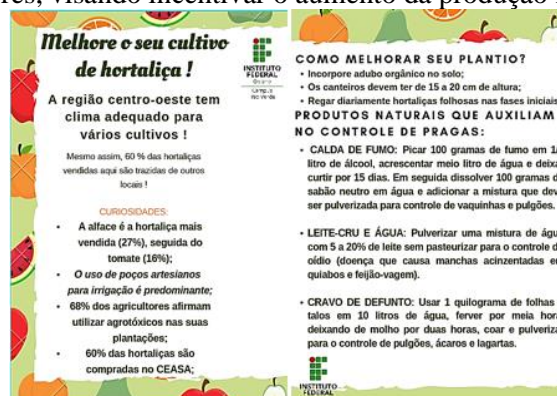 res, visando incentivar o aumento da produção
Melhore o seu cultivo
de hortaliça !
INSTITUTO
FEDERAL
Goiano
Campus
Rio Verde
A região centro-oeste tem
clima adequado para
vários cultivos !
Mesmo assim, 60 % das hortaliças
vendidas aqui são trazidas de outros
locais !
CURIOSIDADES:
• A alface é a hortaliça mais
vendida (27%), seguida do
tomate (16%);
• O uso de poços artesianos
para irrigação é predominante;
• 68% dos agricultores afirmam
utilizar agrotóxicos nas suas
plantações;
• 60% das hortaliças são
compradas no CEASA;
COMO MELHORAR SEU PLANTIO?
• Incorpore adubo orgânico no solo;
• Os canteiros devem ter de 15 a 20 cm de altura;
• Regar diariamente hortaliças folhosas nas fases iniciais
PRODUTOS NATURAIS QUE AUXILIAM
NO CONTROLE DE PRAGAS:
• CALDA DE FUMO: Picar 100 gramas de fumo em 1/
litro de álcool, acrescentar meio litro de água e deixa
curtir por 15 dias. Em seguida dissolver 100 gramas d
sabão neutro em água e adicionar a mistura que dev
ser pulverizada para controle de vaquinhas e pulgões.
• LEITE-CRU E ÁGUA: Pulverizar uma mistura de águ
com 5 a 20% de leite sem pasteurizar para o controle d
oídio (doença que causa manchas acinzentadas e
quiabos e feijão-vagem).
• CRAVO DE DEFUNTO: Usar 1 quilograma de folhas
talos em 10 litros de água, ferver por meia hor
deixando de molho por duas horas, coar e pulveriz
para o controle de pulgões, ácaros e lagartas.
INSTITUTO
FEDERAL